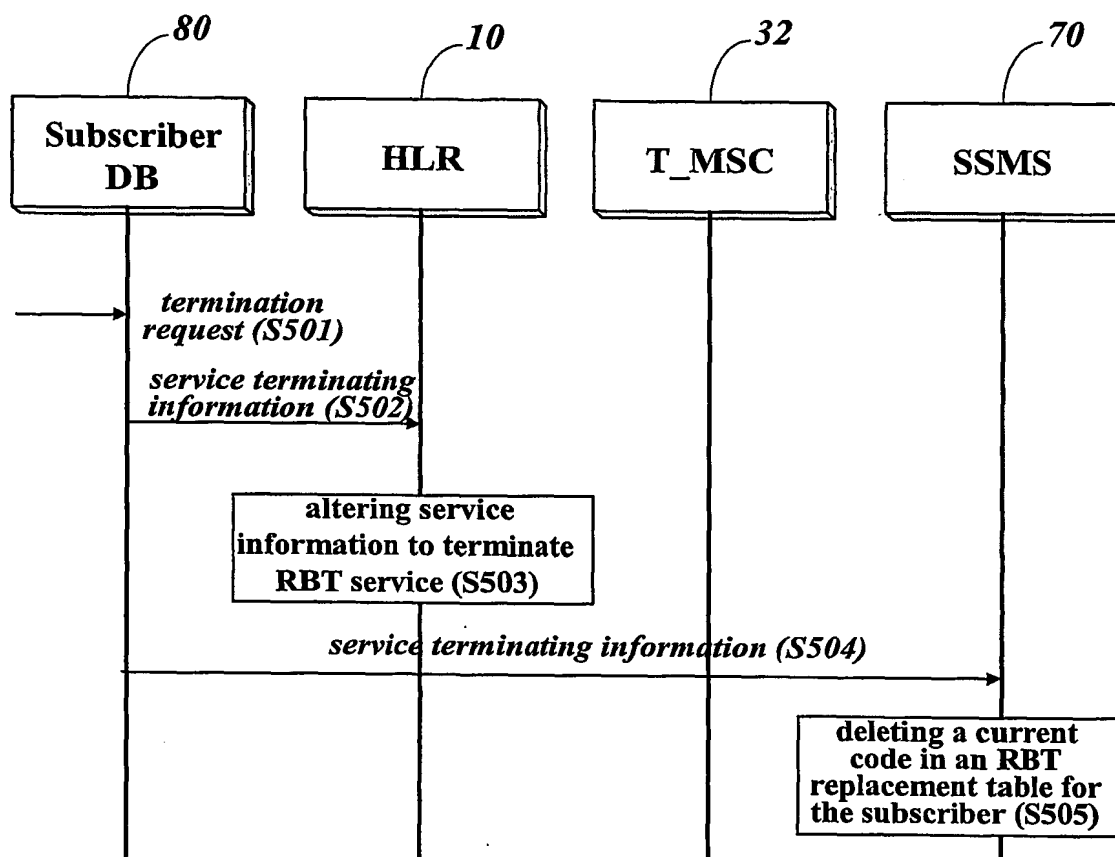 80
10
32
70
Subscriber
DB
HLR
T_MSC
SSMS
termination
request (S501)
service terminating
information (S502)
altering service
information to terminate
RBT service (S503)
service terminating information (S504)
deleting a current
code in an RBT
replacement table for
the subscriber (S505)